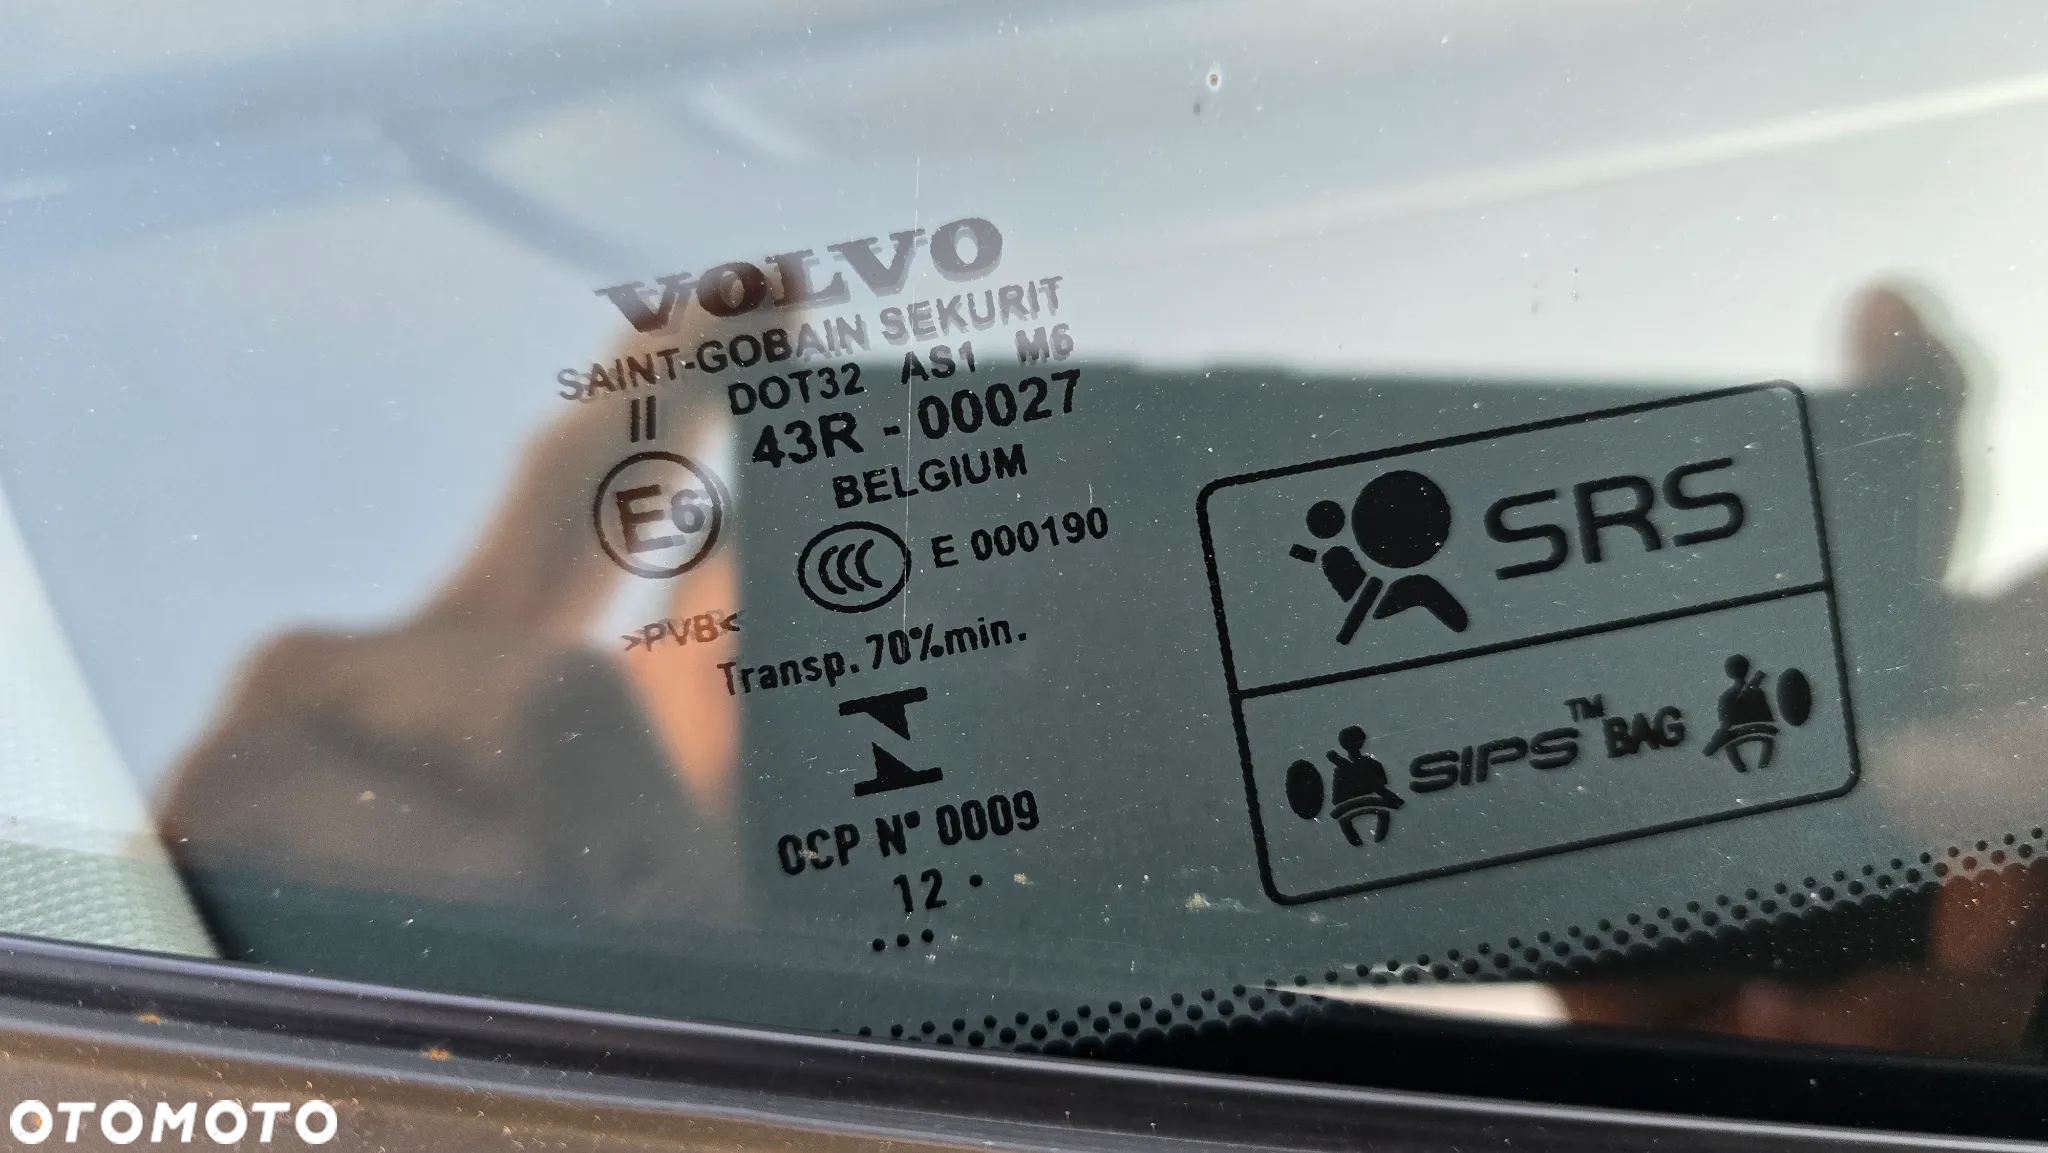 VOLVO
SAINT-GOBAIN SEKURIT
II DOT32 AS1 M6
43R - 00027
BELGIUM
E6
CCC E 000190
>PVB<
Transp. 70%min.
OCP N° 0009
12 •
•••
SRS
SIPS™ BAG
OTOMOTO